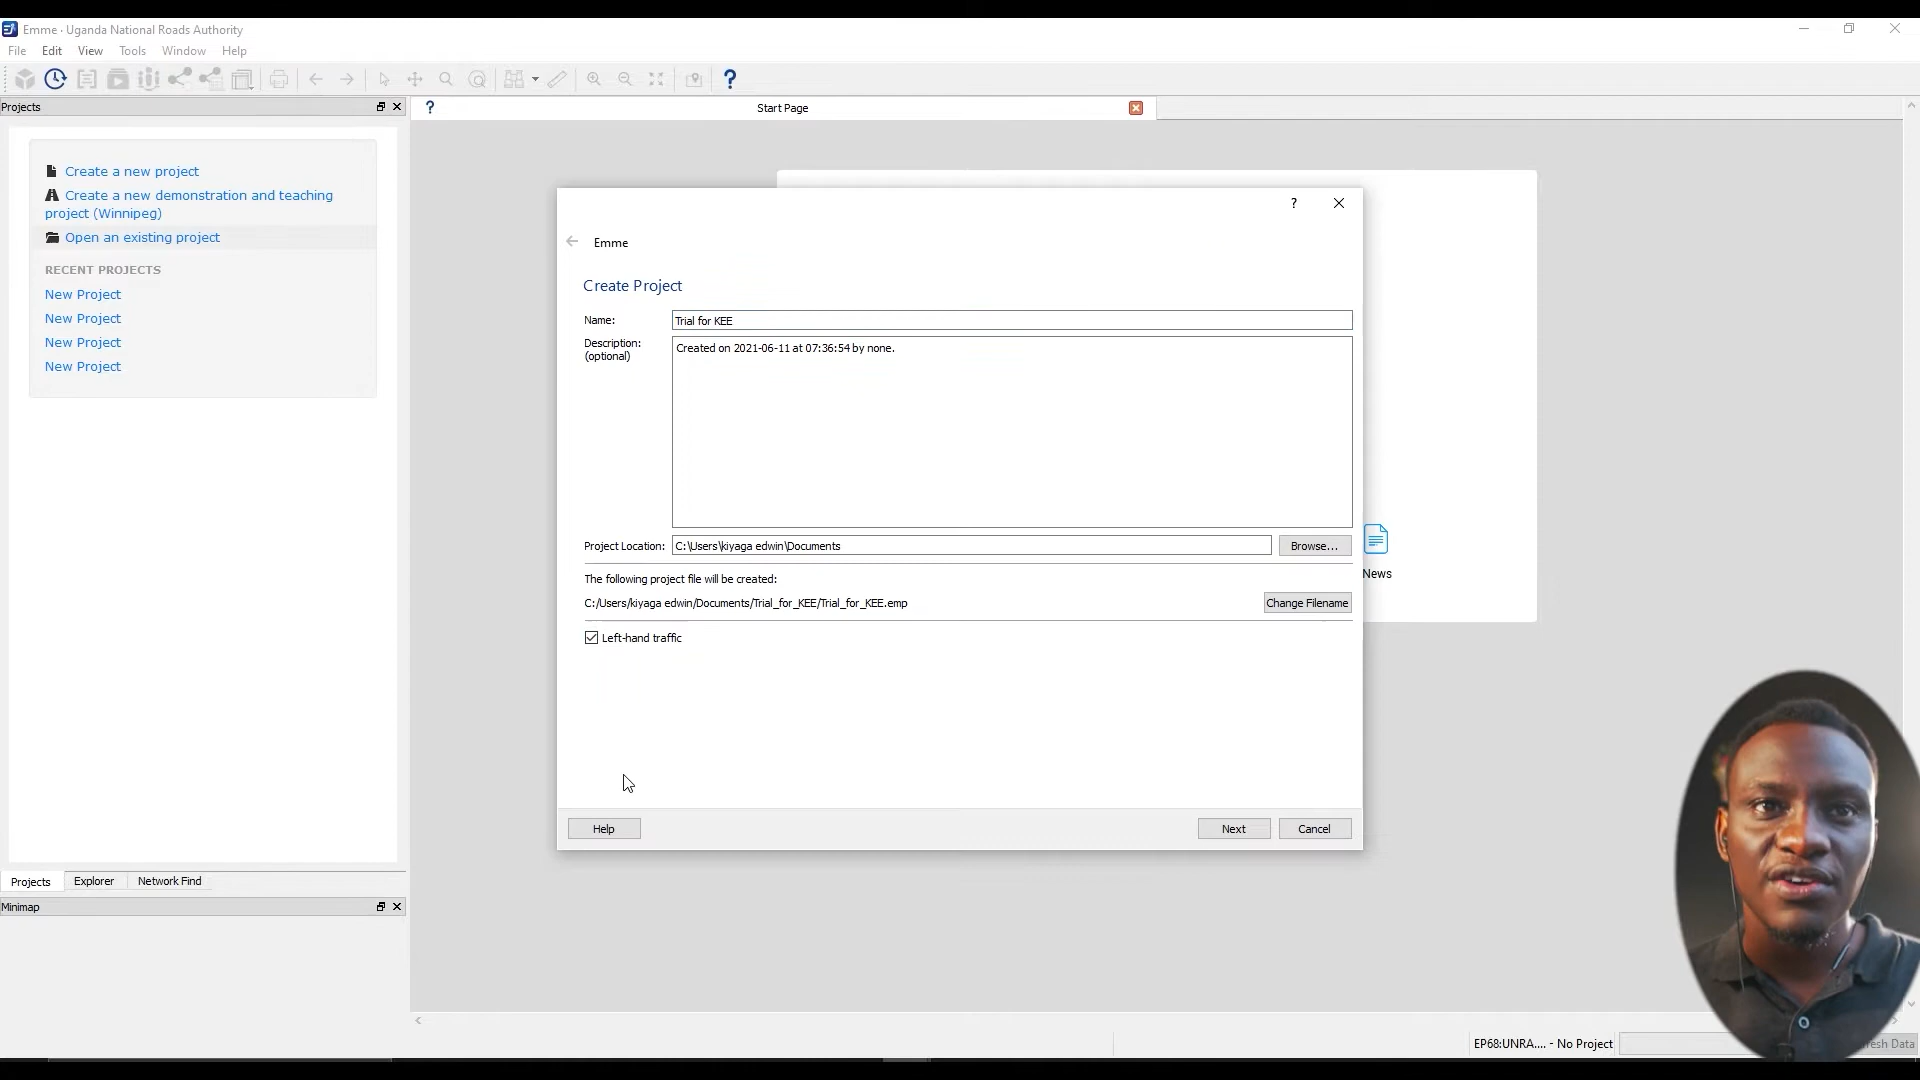 Emme - Uganda National Roads Authority
File Edit View Tools Window Help
Projects
Start Page
Create a new project
Create a new demonstration and teaching
project (Winnipeg)
Open an existing project
RECENT PROJECTS
New Project
New Project
New Project
New Project
Emme
Create Project
Name: Trial for KEE
Description:
(optional)
Created on 2021-06-11 at 07:36:54 by none.
Project Location: C:\Users\kiyaga edwin\Documents Browse...
The following project file will be created:
C:/Users/kiyaga edwin/Documents/Trial_for_KEE/Trial_for_KEE.emp Change Filename
Left-hand traffic
Help Next Cancel
News
Projects Explorer Network Find
Minimap
EP68:UNRA.... - No Project
Data